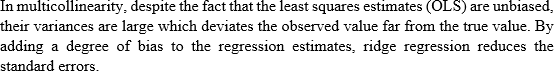 In multicollinearity, despite the fact that the least squares estimates (OLS) are unbiased,
their variances are large which deviates the observed value far from the true value. By
adding a degree of bias to the regression estimates, ridge regression reduces the
standard errors.